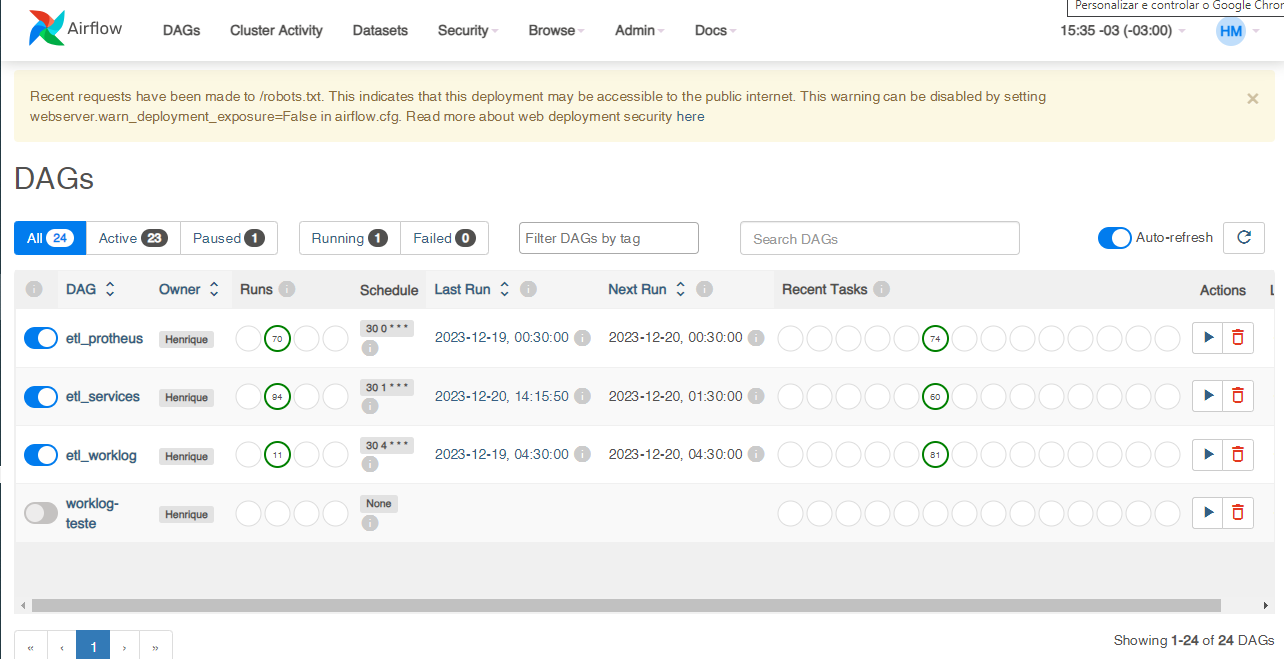 Personalizar e controlar o Google Chron
Airflow DAGs Cluster Activity Datasets Security Browse Admin Docs 15:35 -03 (-03:00) HM
Recent requests have been made to /robots.txt. This indicates that this deployment may be accessible to the public internet. This warning can be disabled by setting ×
webserver.warn_deployment_exposure=False in airflow.cfg. Read more about web deployment security here
DAGs
All 24 Active 23 Paused 1 Running 1 Failed 0 Filter DAGs by tag Search DAGs Auto-refresh
i DAG Owner Runs i Schedule Last Run i Next Run i Recent Tasks i Actions L
etl_protheus Henrique 70 30 0 * * * i 2023-12-19, 00:30:00 i 2023-12-20, 00:30:00 i 74
etl_services Henrique 94 30 1 * * * i 2023-12-20, 14:15:50 i 2023-12-20, 01:30:00 i 60
etl_worklog Henrique 11 30 4 * * * i 2023-12-19, 04:30:00 i 2023-12-20, 04:30:00 i 81
worklog-
teste Henrique None i
« ‹ 1 › » Showing 1-24 of 24 DAGs